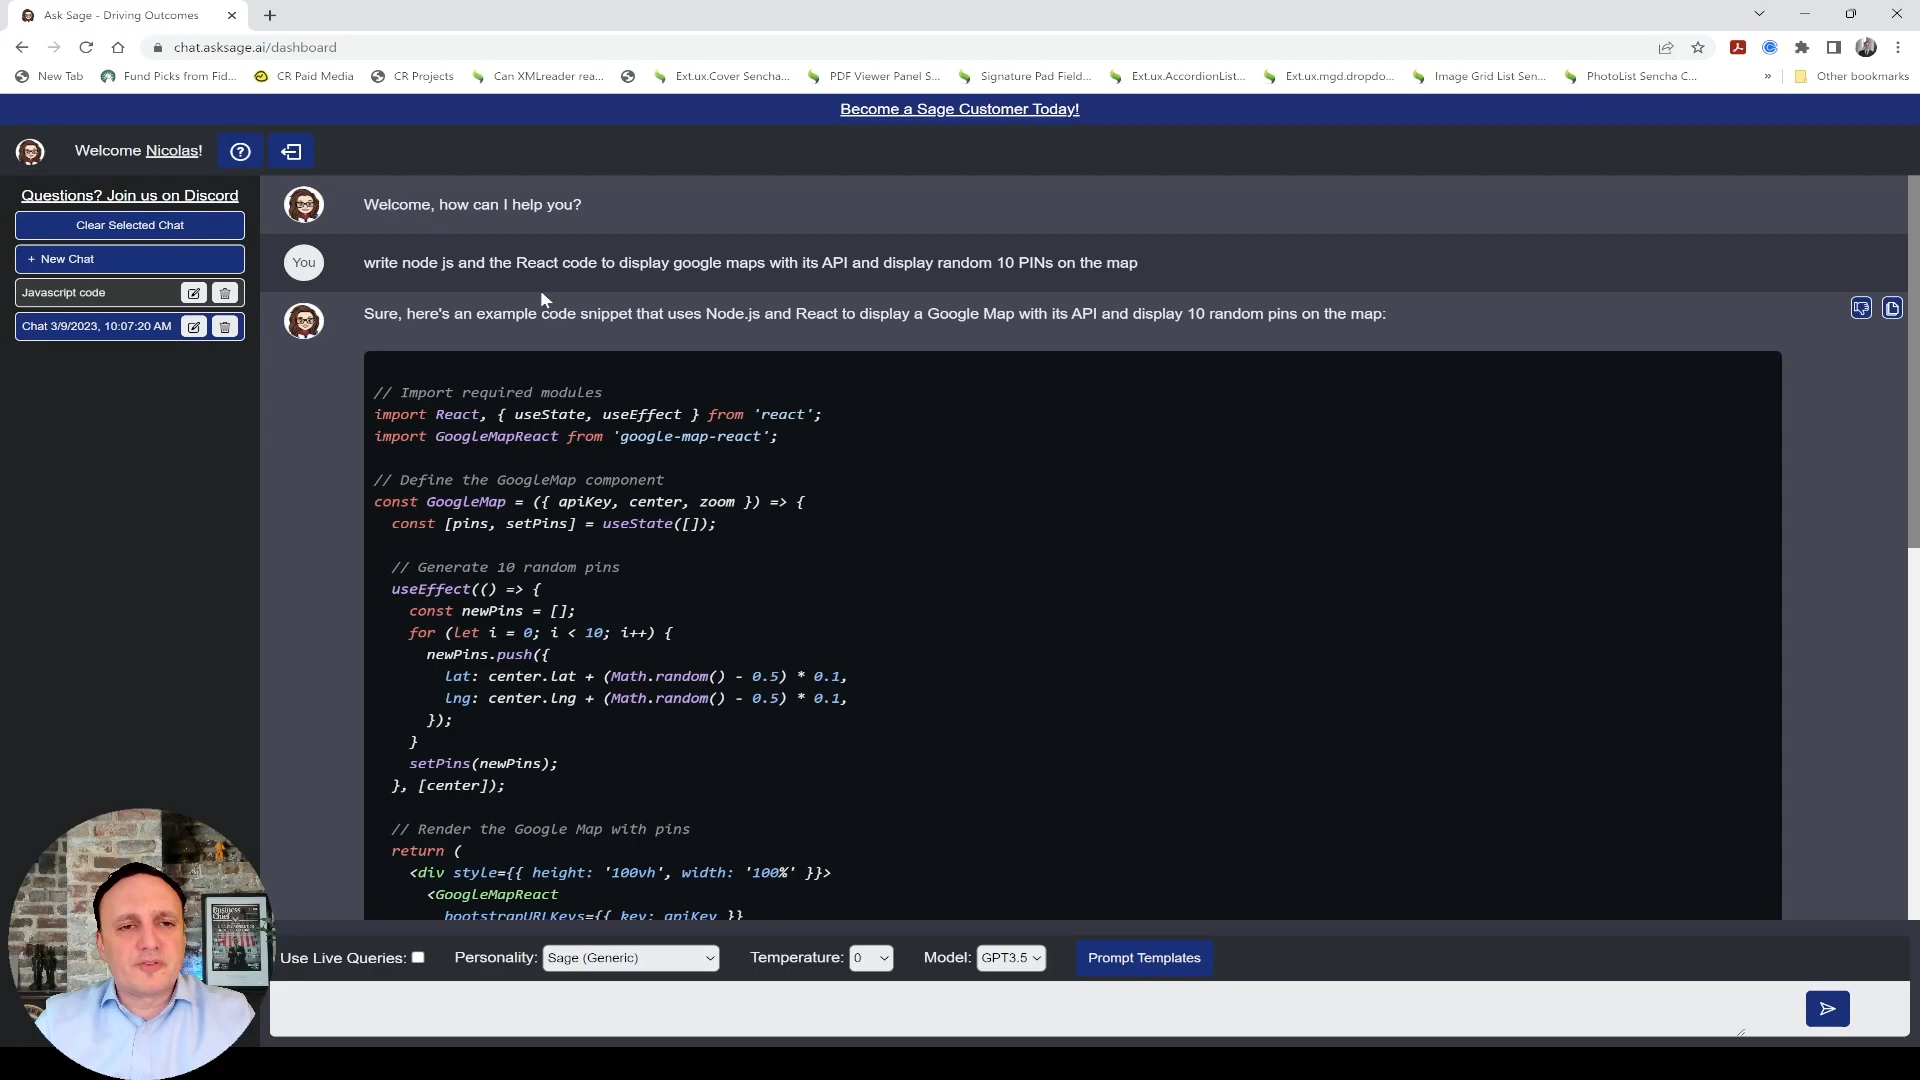 Ask Sage - Driving Outcomes
chat.asksage.ai/dashboard
New Tab
Fund Picks from Fid...
CR Paid Media
CR Projects
Can XMLreader rea...
Ext.ux.Cover Sencha...
PDF Viewer Panel S...
Signature Pad Field...
Ext.ux.AccordionList...
Ext.ux.mgd.dropdo...
Image Grid List Sen...
PhotoList Sencha C...
»
Other bookmarks
Become a Sage Customer Today!
Welcome Nicolas!
Questions? Join us on Discord
Clear Selected Chat
+ New Chat
Javascript code
Chat 3/9/2023, 10:07:20 AM
Welcome, how can I help you?
You
write node js and the React code to display google maps with its API and display random 10 PINs on the map
Sure, here's an example code snippet that uses Node.js and React to display a Google Map with its API and display 10 random pins on the map:
// Import required modules
import React, { useState, useEffect } from 'react';
import GoogleMapReact from 'google-map-react';
// Define the GoogleMap component
const GoogleMap = ({ apiKey, center, zoom }) => {
const [pins, setPins] = useState([]);
// Generate 10 random pins
useEffect(() => {
const newPins = [];
for (let i = 0; i < 10; i++) {
newPins.push({
lat: center.lat + (Math.random() - 0.5) * 0.1,
lng: center.lng + (Math.random() - 0.5) * 0.1,
});
}
setPins(newPins);
}, [center]);
// Render the Google Map with pins
return (
<div style={{ height: '100vh', width: '100%' }}>
<GoogleMapReact
bootstrapURLKeys={{ key: apiKey }}
Business
Chief
Use Live Queries:
Personality: Sage (Generic)
Temperature: 0
Model: GPT3.5
Prompt Templates